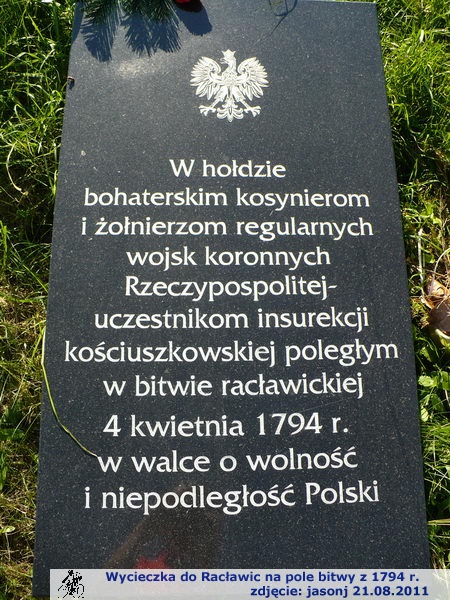 W hołdzie
bohaterskim kosynierom
i żołnierzom regularnych
wojsk koronnych
Rzeczypospolitej-
uczestnikom insurekcji
kościuszkowskiej poległym
w bitwie racławickiej
4 kwietnia 1794 r.
w walce o wolność
i niepodległość Polski
Wycieczka do Racławic na pole bitwy z 1794 r.
zdjęcie: jasonj 21.08.2011